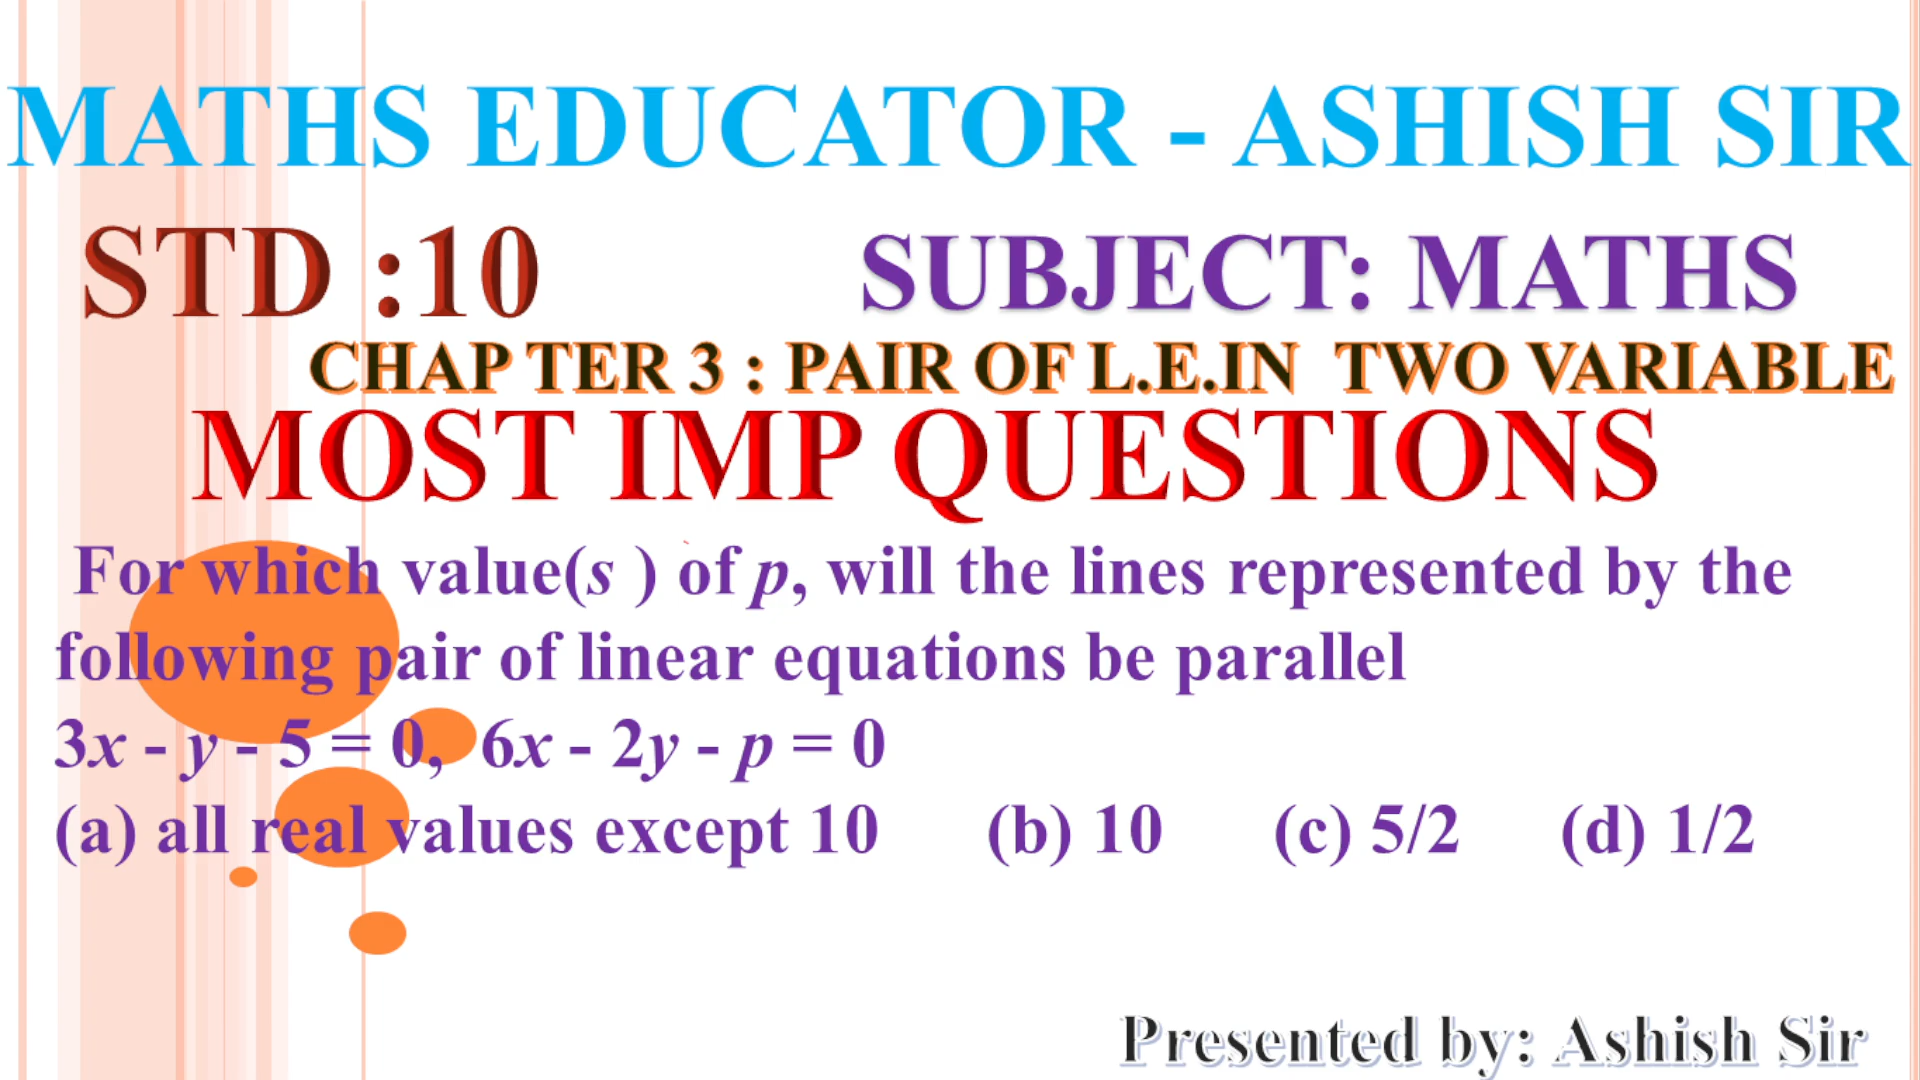 MATHS EDUCATOR - ASHISH SIR
STD :10 SUBJECT: MATHS
CHAPTER 3 : PAIR OF L.E.IN TWO VARIABLE
MOST IMP QUESTIONS
For which value(s ) of p, will the lines represented by the
following pair of linear equations be parallel
3x - y - 5 = 0, 6x - 2y - p = 0
(a) all real values except 10 (b) 10 (c) 5/2 (d) 1/2
Presented by: Ashish Sir